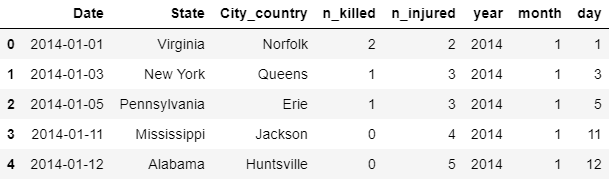 Date State City_country n_killed n_injured year month day
0 2014-01-01 Virginia Norfolk 2 2 2014 1 1
1 2014-01-03 New York Queens 1 3 2014 1 3
2 2014-01-05 Pennsylvania Erie 1 3 2014 1 5
3 2014-01-11 Mississippi Jackson 0 4 2014 1 11
4 2014-01-12 Alabama Huntsville 0 5 2014 1 12